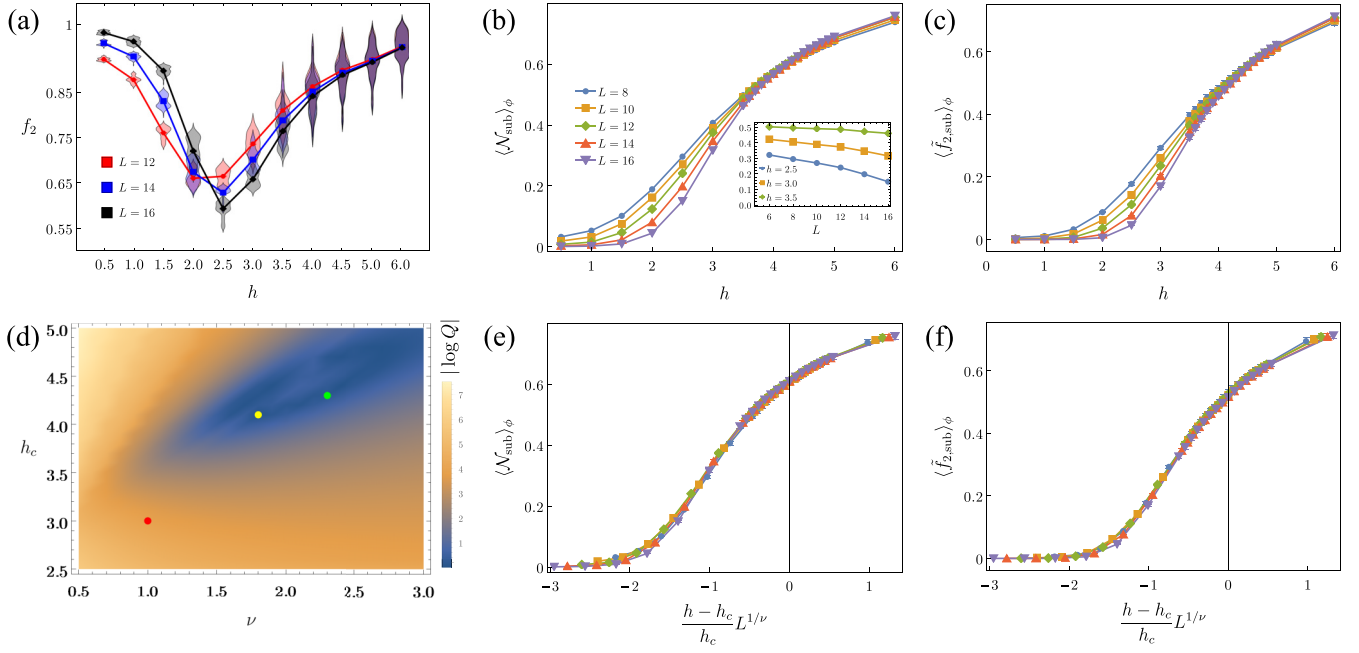 (a)
1
0.85
0.75
0.65
0.55
f₂
L = 12
L = 14
L = 16
0.5 1.0 1.5 2.0 2.5 3.0 3.5 4.0 4.5 5.0 6.0
h
(b)
0.6
0.4
0.2
0
⟨𝒩sub⟩ϕ
L = 8
L = 10
L = 12
L = 14
L = 16
0.5
0.4
0.3
0.2
0.1
0.0
h = 2.5
h = 3.0
h = 3.5
6 8 10 12 14 16
L
1 2 3 4 5 6
h
(c)
0.6
0.4
0.2
0
⟨f̃₂,sub⟩ϕ
0 1 2 3 4 5 6
h
(d)
5.0
4.5
4.0
3.5
3.0
2.5
h_c
0.5 1.0 1.5 2.0 2.5 3.0
ν
| log Q|
7
6
5
4
3
2
1
(e)
0.6
0.4
0.2
0
⟨𝒩sub⟩ϕ
−3 −2 −1 0 1
(h − h_c)/h_c L^{1/ν}
(f)
0.6
0.4
0.2
0
⟨f̃₂,sub⟩ϕ
−3 −2 −1 0 1
(h − h_c)/h_c L^{1/ν}